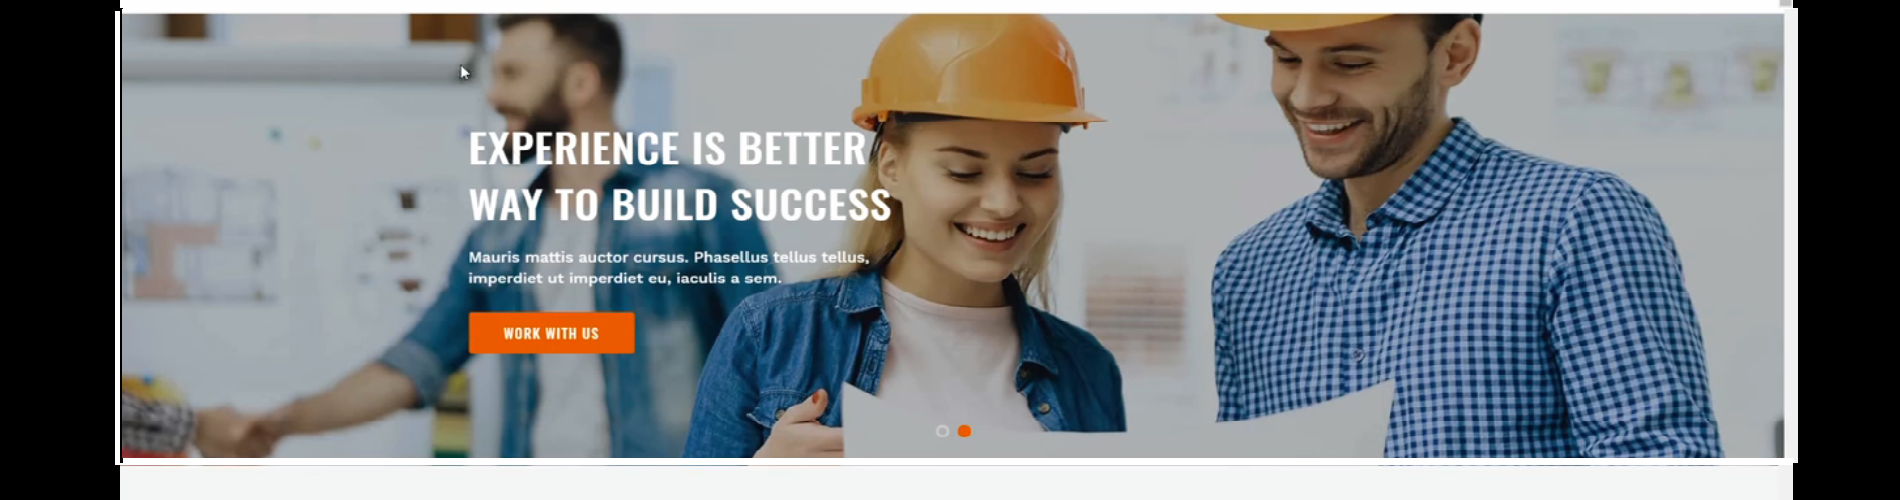 EXPERIENCE IS BETTER
WAY TO BUILD SUCCESS
Mauris mattis auctor cursus. Phasellus tellus tellus,
imperdiet ut imperdiet eu, iaculis a sem.
WORK WITH US